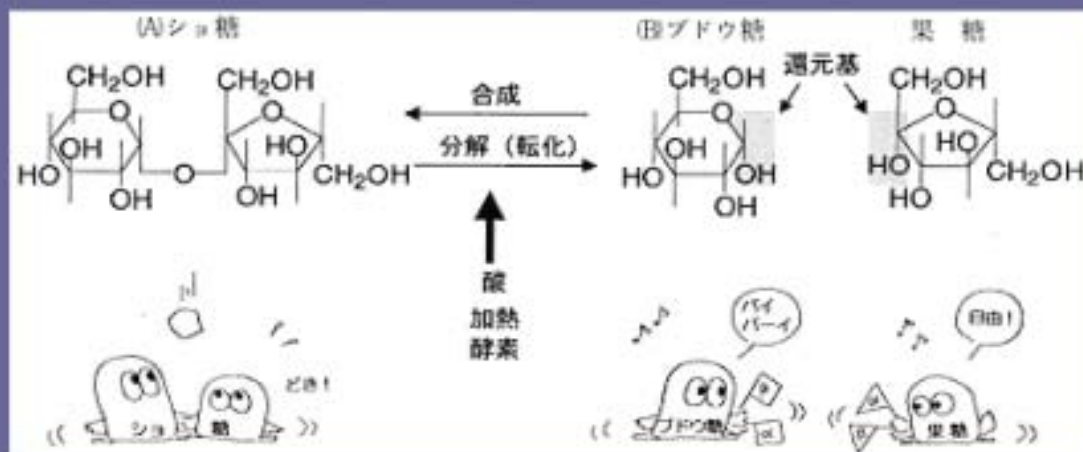 (A)ショ糖
(B)ブドウ糖
果 糖
還元基
CH₂OH
CH₂OH
O
O
OH
HO
OH
O
HO
OH
CH₂OH
合成
分解(転化)
酸
加熱
酵素
CH₂OH
O
OH
HO
OH
OH
CH₂OH
O
HO
HO
HO
OH
CH₂OH
どき!
ショ 糖
バイ
バーイ
ブドウ糖
α
自由!
果糖